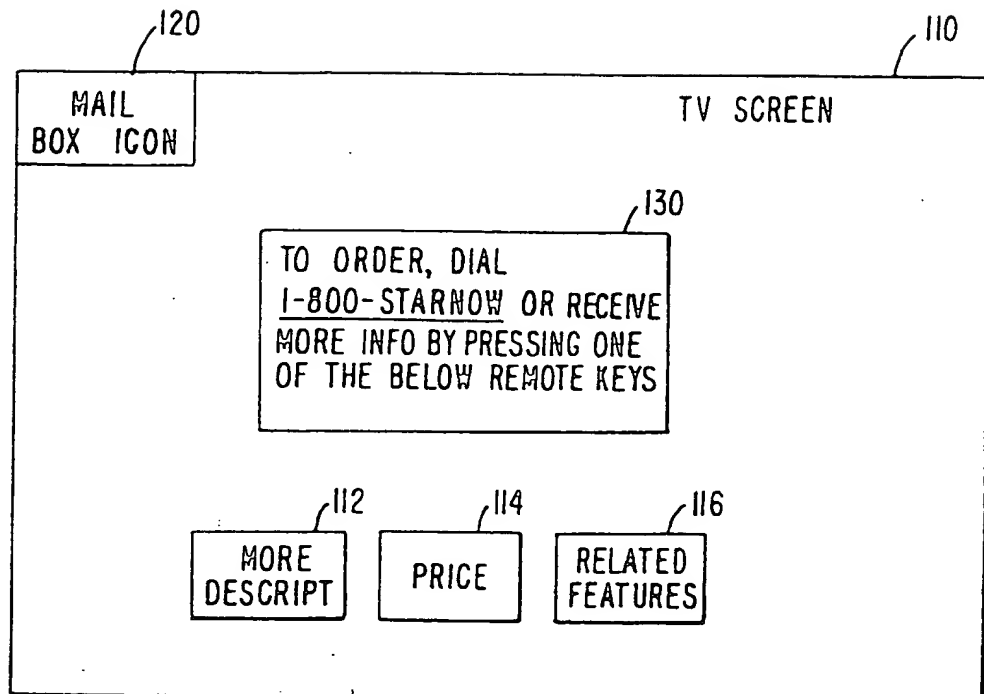 120
110
MAIL
BOX ICON
TV SCREEN
130
TO ORDER, DIAL
1-800-STARNOW OR RECEIVE
MORE INFO BY PRESSING ONE
OF THE BELOW REMOTE KEYS
112
114
116
MORE
DESCRIPT
PRICE
RELATED
FEATURES